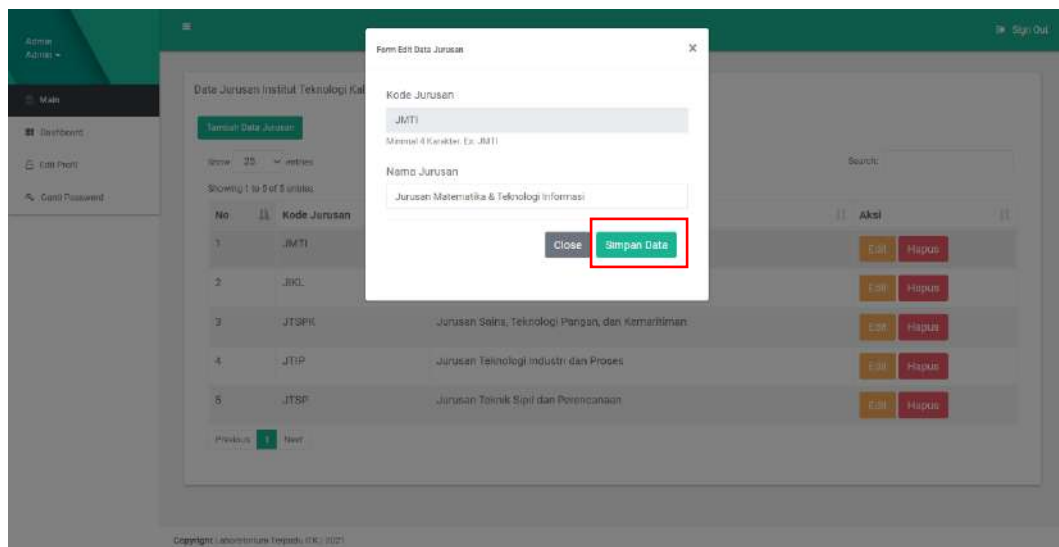 Admin
Admin
Sign Out
Form Edit Data Jurusan
×
Main
Data Jurusan Institut Teknologi Kal
Kode Jurusan
JMTI
Tambah Data Jurusan
Minimal 4 Karakter. Ex: JMTI
Dashboard
Show 25 entries
Search:
Edit Profil
Nama Jurusan
Showing 1 to 5 of 5 entries
Jurusan Matematika & Teknologi Informasi
Ganti Password
No Kode Jurusan Aksi
Close Simpan Data
1 JMTI Edit Hapus
2 Edit Hapus
3 JTSPK Jurusan Sains, Teknologi Pangan, dan Kemaritiman Edit Hapus
4 JTIP Jurusan Teknologi Industri dan Proses Edit Hapus
5 JTSP Jurusan Teknik Sipil dan Perencanaan Edit Hapus
Previous 1 Next
Copyright Laboratorium Terpadu ITK 2021